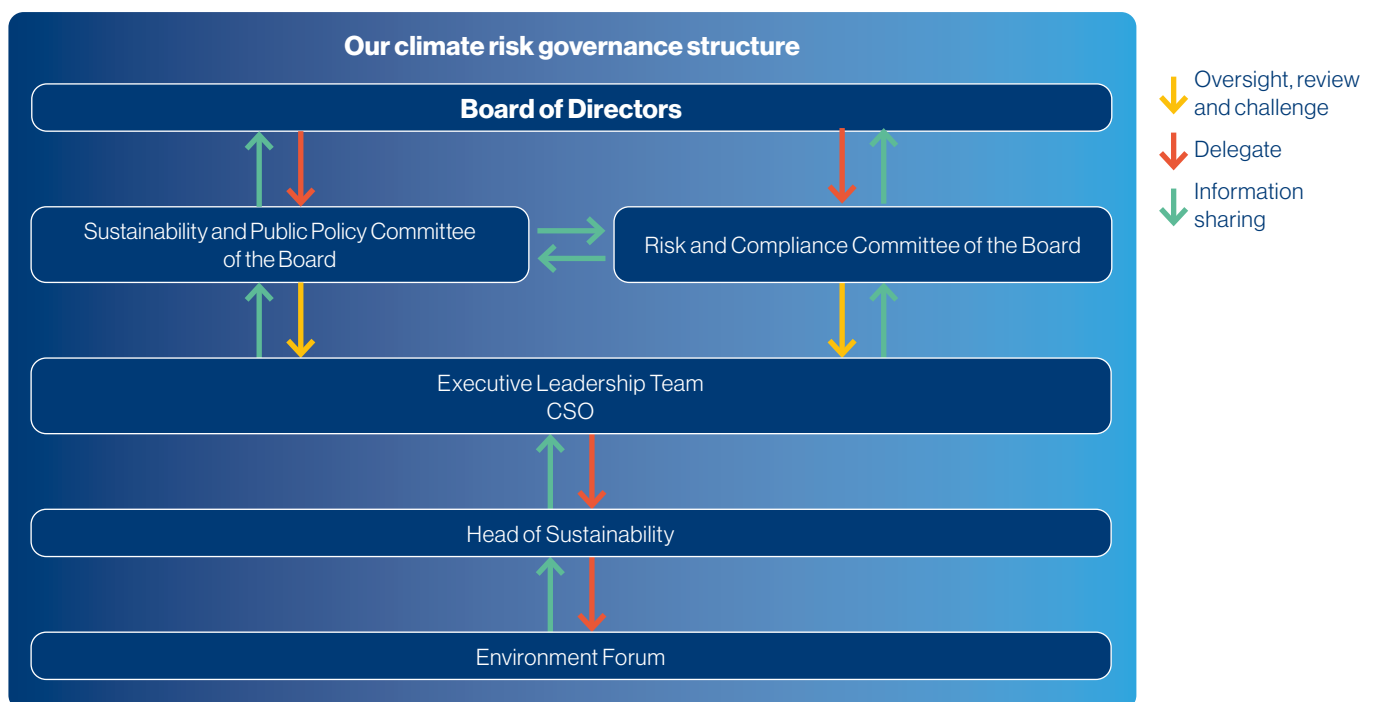 Our climate risk governance structure
Board of Directors
Sustainability and Public Policy Committee
of the Board
Risk and Compliance Committee of the Board
Executive Leadership Team
CSO
Head of Sustainability
Environment Forum
Oversight, review
and challenge
Delegate
Information
sharing